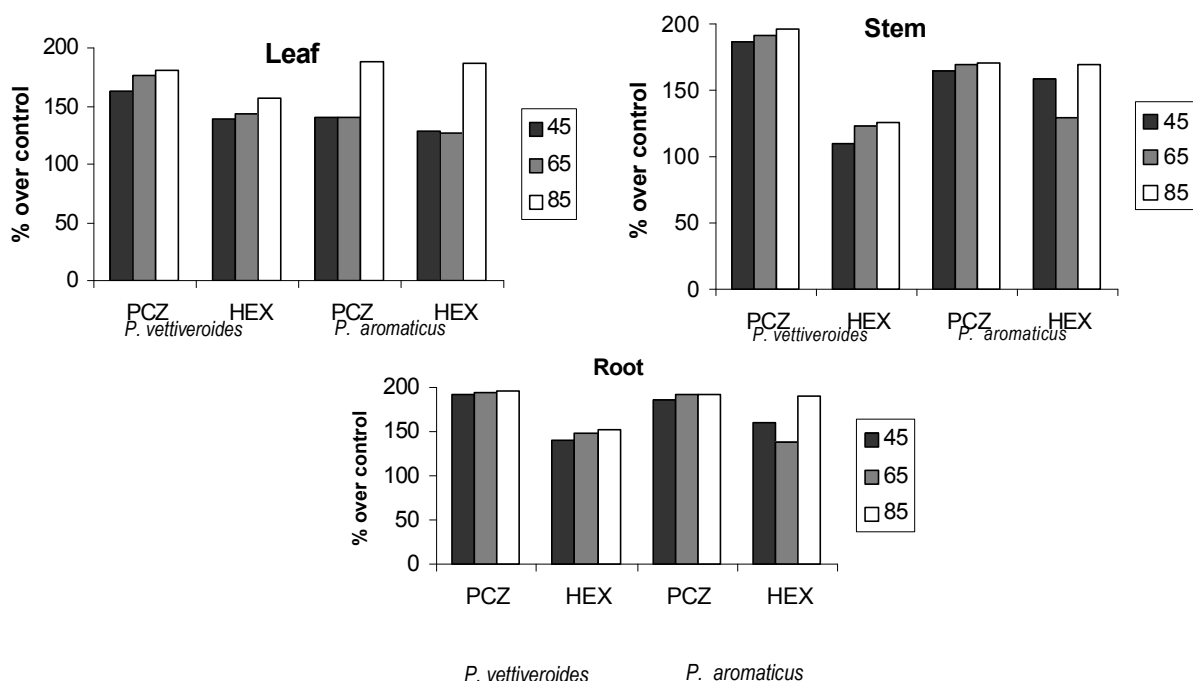 Leaf
% over control
200
150
100
50
0
PCZ HEX PCZ HEX
P. vettiveroides P. aromaticus
45
65
85
Stem
200
150
100
50
0
PCZ HEX PCZ HEX
P. vettiveroides P. aromaticus
45
65
85
Root
% over control
200
150
100
50
0
PCZ HEX PCZ HEX
P. vettiveroides P. aromaticus
45
65
85